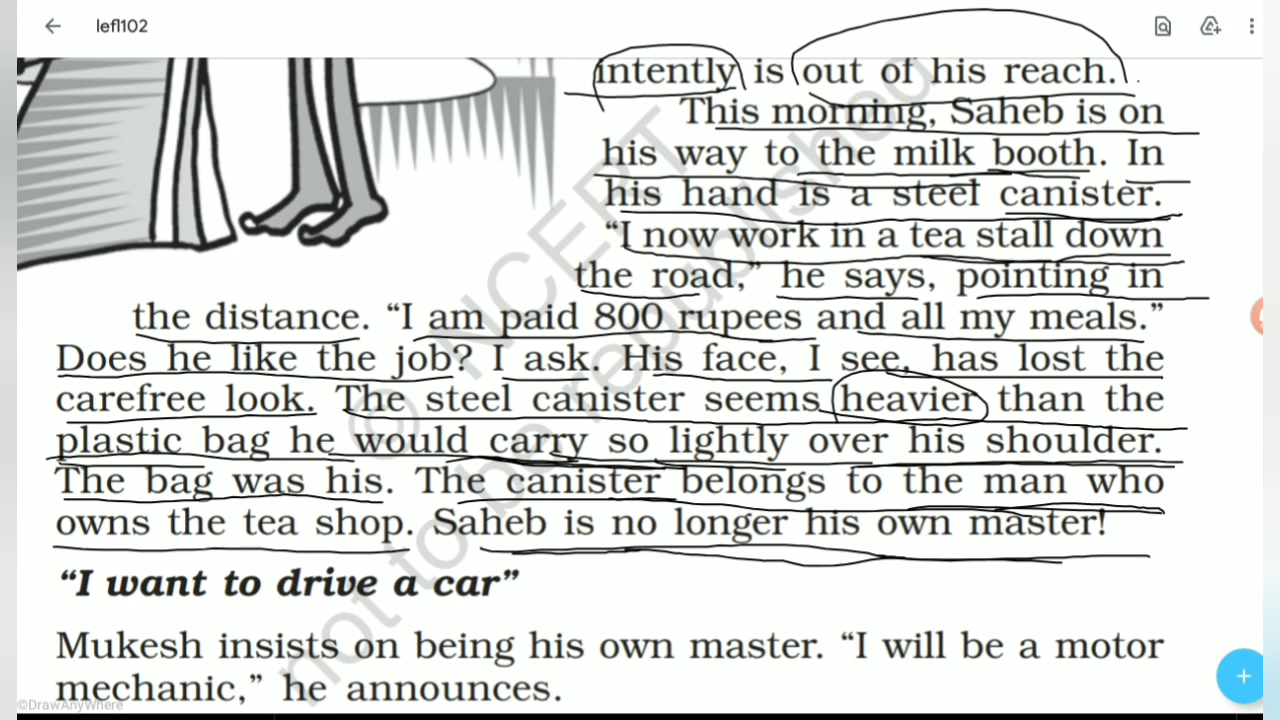 lefl102
intently is out of his reach.
This morning, Saheb is on
his way to the milk booth. In
his hand is a steel canister.
“I now work in a tea stall down
the road,” he says, pointing in
the distance. “I am paid 800 rupees and all my meals.”
Does he like the job? I ask. His face, I see, has lost the
carefree look. The steel canister seems heavier than the
plastic bag he would carry so lightly over his shoulder.
The bag was his. The canister belongs to the man who
owns the tea shop. Saheb is no longer his own master!
“I want to drive a car”
Mukesh insists on being his own master. “I will be a motor
mechanic,” he announces.
© NCERT
not to be republished
©DrawAnyWhere